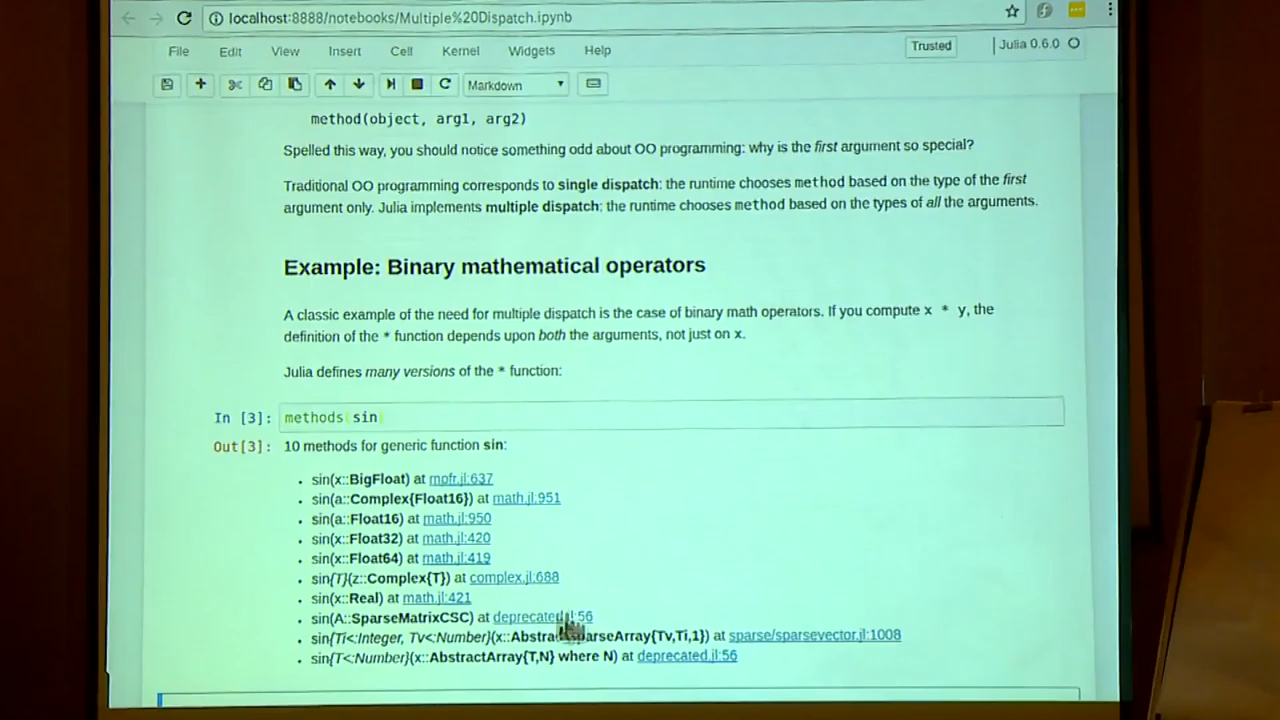 localhost:8888/notebooks/Multiple%20Dispatch.ipynb
File Edit View Insert Cell Kernel Widgets Help Trusted Julia 0.6.0
Markdown
method(object, arg1, arg2)
Spelled this way, you should notice something odd about OO programming: why is the first argument so special?
Traditional OO programming corresponds to single dispatch: the runtime chooses method based on the type of the first
argument only. Julia implements multiple dispatch: the runtime chooses method based on the types of all the arguments.
Example: Binary mathematical operators
A classic example of the need for multiple dispatch is the case of binary math operators. If you compute x * y, the
definition of the * function depends upon both the arguments, not just on x.
Julia defines many versions of the * function:
In [3]: methods(sin)
Out[3]: 10 methods for generic function sin:
• sin(x::BigFloat) at mpfr.jl:637
• sin(a::Complex{Float16}) at math.jl:951
• sin(a::Float16) at math.jl:950
• sin(x::Float32) at math.jl:420
• sin(x::Float64) at math.jl:419
• sin{T}(z::Complex{T}) at complex.jl:688
• sin(x::Real) at math.jl:421
• sin(A::SparseMatrixCSC) at deprecated.jl:56
• sin{Ti<:Integer, Tv<:Number}(x::AbstractSparseArray{Tv,Ti,1}) at sparse/sparsevector.jl:1008
• sin{T<:Number}(x::AbstractArray{T,N} where N) at deprecated.jl:56